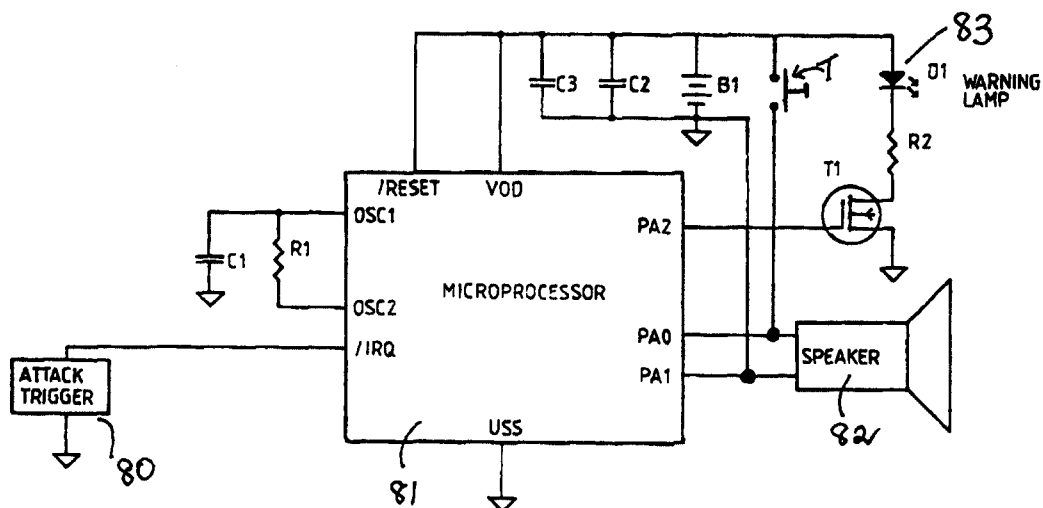 83
C3
C2
B1
T
D1
WARNING
LAMP
R2
T1
/RESET
VOD
OSC1
R1
C1
OSC2
PA2
MICROPROCESSOR
/IRQ
PA0
PA1
SPEAKER
ATTACK
TRIGGER
USS
80
81
82